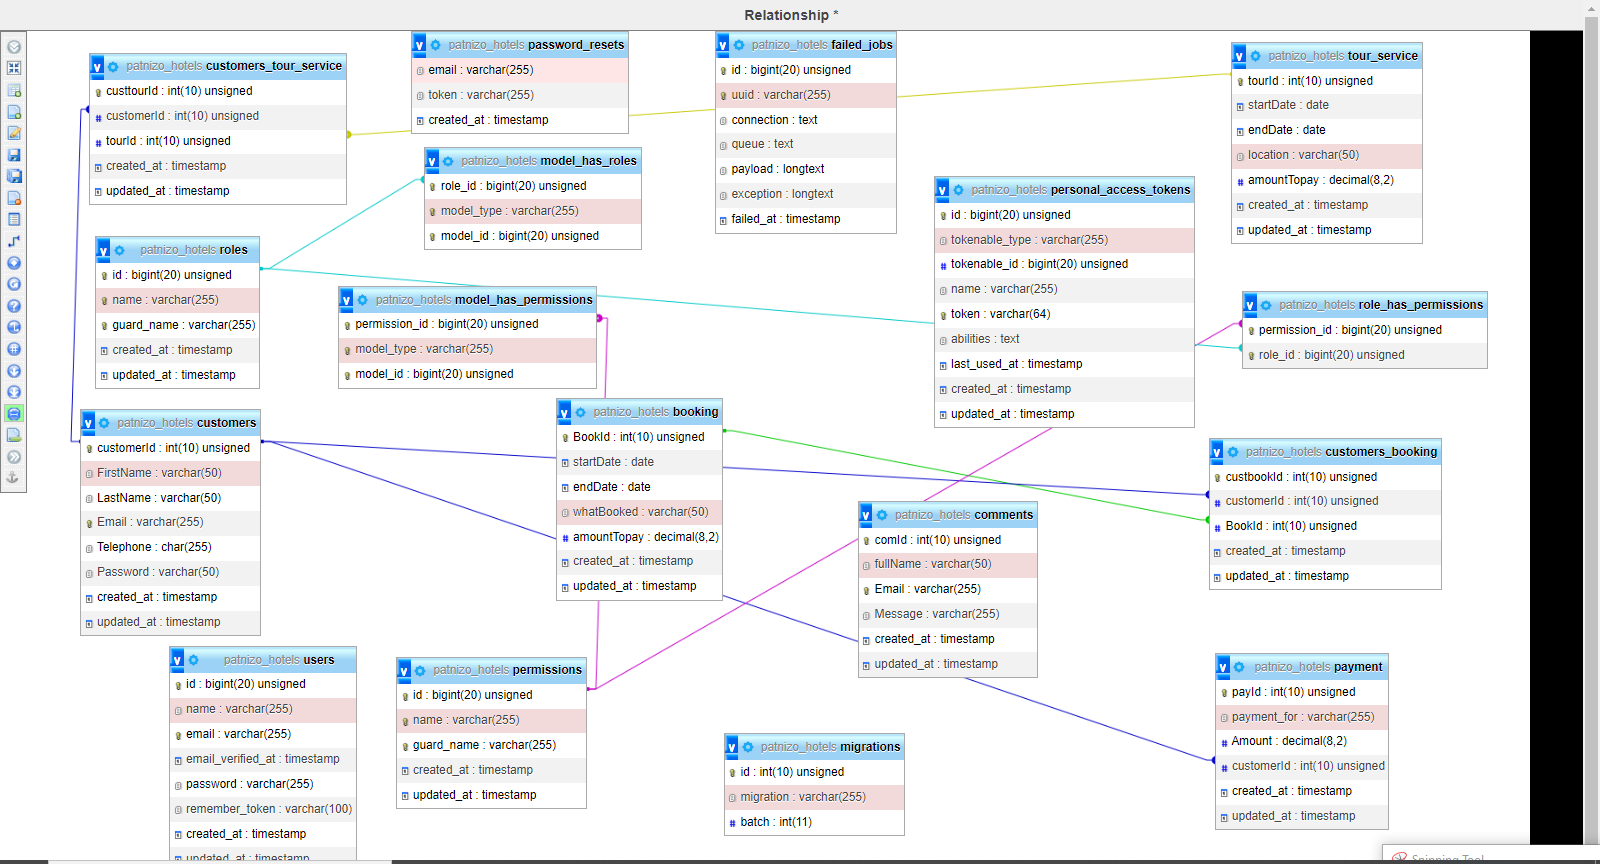 Relationship *
patnizo_hotels customers_tour_service
custtourId : int(10) unsigned
customerId : int(10) unsigned
tourId : int(10) unsigned
created_at : timestamp
updated_at : timestamp
patnizo_hotels password_resets
email : varchar(255)
token : varchar(255)
created_at : timestamp
patnizo_hotels failed_jobs
id : bigint(20) unsigned
uuid : varchar(255)
connection : text
queue : text
payload : longtext
exception : longtext
failed_at : timestamp
patnizo_hotels tour_service
tourId : int(10) unsigned
startDate : date
endDate : date
location : varchar(50)
amountTopay : decimal(8,2)
created_at : timestamp
updated_at : timestamp
patnizo_hotels model_has_roles
role_id : bigint(20) unsigned
model_type : varchar(255)
model_id : bigint(20) unsigned
patnizo_hotels personal_access_tokens
id : bigint(20) unsigned
tokenable_type : varchar(255)
tokenable_id : bigint(20) unsigned
name : varchar(255)
token : varchar(64)
abilities : text
last_used_at : timestamp
created_at : timestamp
updated_at : timestamp
patnizo_hotels roles
id : bigint(20) unsigned
name : varchar(255)
guard_name : varchar(255)
created_at : timestamp
updated_at : timestamp
patnizo_hotels model_has_permissions
permission_id : bigint(20) unsigned
model_type : varchar(255)
model_id : bigint(20) unsigned
patnizo_hotels role_has_permissions
permission_id : bigint(20) unsigned
role_id : bigint(20) unsigned
patnizo_hotels customers
customerId : int(10) unsigned
FirstName : varchar(50)
LastName : varchar(50)
Email : varchar(255)
Telephone : char(255)
Password : varchar(50)
created_at : timestamp
updated_at : timestamp
patnizo_hotels booking
BookId : int(10) unsigned
startDate : date
endDate : date
whatBooked : varchar(50)
amountTopay : decimal(8,2)
created_at : timestamp
updated_at : timestamp
patnizo_hotels customers_booking
custbookId : int(10) unsigned
customerId : int(10) unsigned
BookId : int(10) unsigned
created_at : timestamp
updated_at : timestamp
patnizo_hotels comments
comId : int(10) unsigned
fullName : varchar(50)
Email : varchar(255)
Message : varchar(255)
created_at : timestamp
updated_at : timestamp
patnizo_hotels users
id : bigint(20) unsigned
name : varchar(255)
email : varchar(255)
email_verified_at : timestamp
password : varchar(255)
remember_token : varchar(100)
created_at : timestamp
updated_at : timestamp
patnizo_hotels permissions
id : bigint(20) unsigned
name : varchar(255)
guard_name : varchar(255)
created_at : timestamp
updated_at : timestamp
patnizo_hotels payment
payId : int(10) unsigned
payment_for : varchar(255)
Amount : decimal(8,2)
customerId : int(10) unsigned
created_at : timestamp
updated_at : timestamp
patnizo_hotels migrations
id : int(10) unsigned
migration : varchar(255)
batch : int(11)
Snipping Tool